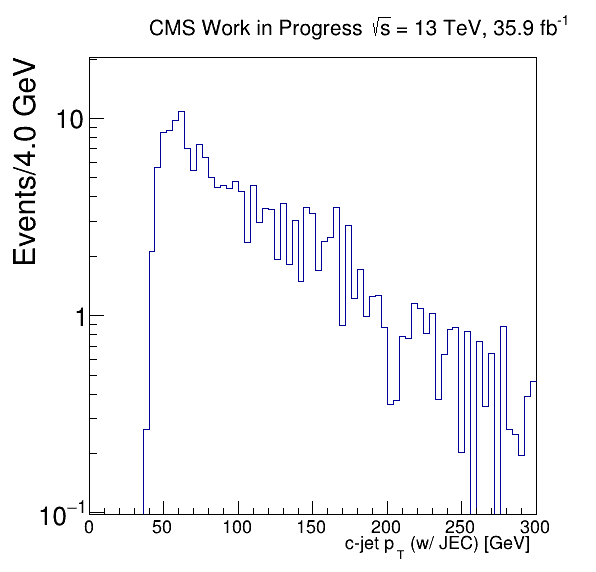 CMS Work in Progress √s = 13 TeV, 35.9 fb⁻¹
Events/4.0 GeV
10
1
10⁻¹
0 50 100 150 200 250 300
c-jet p_T (w/ JEC) [GeV]